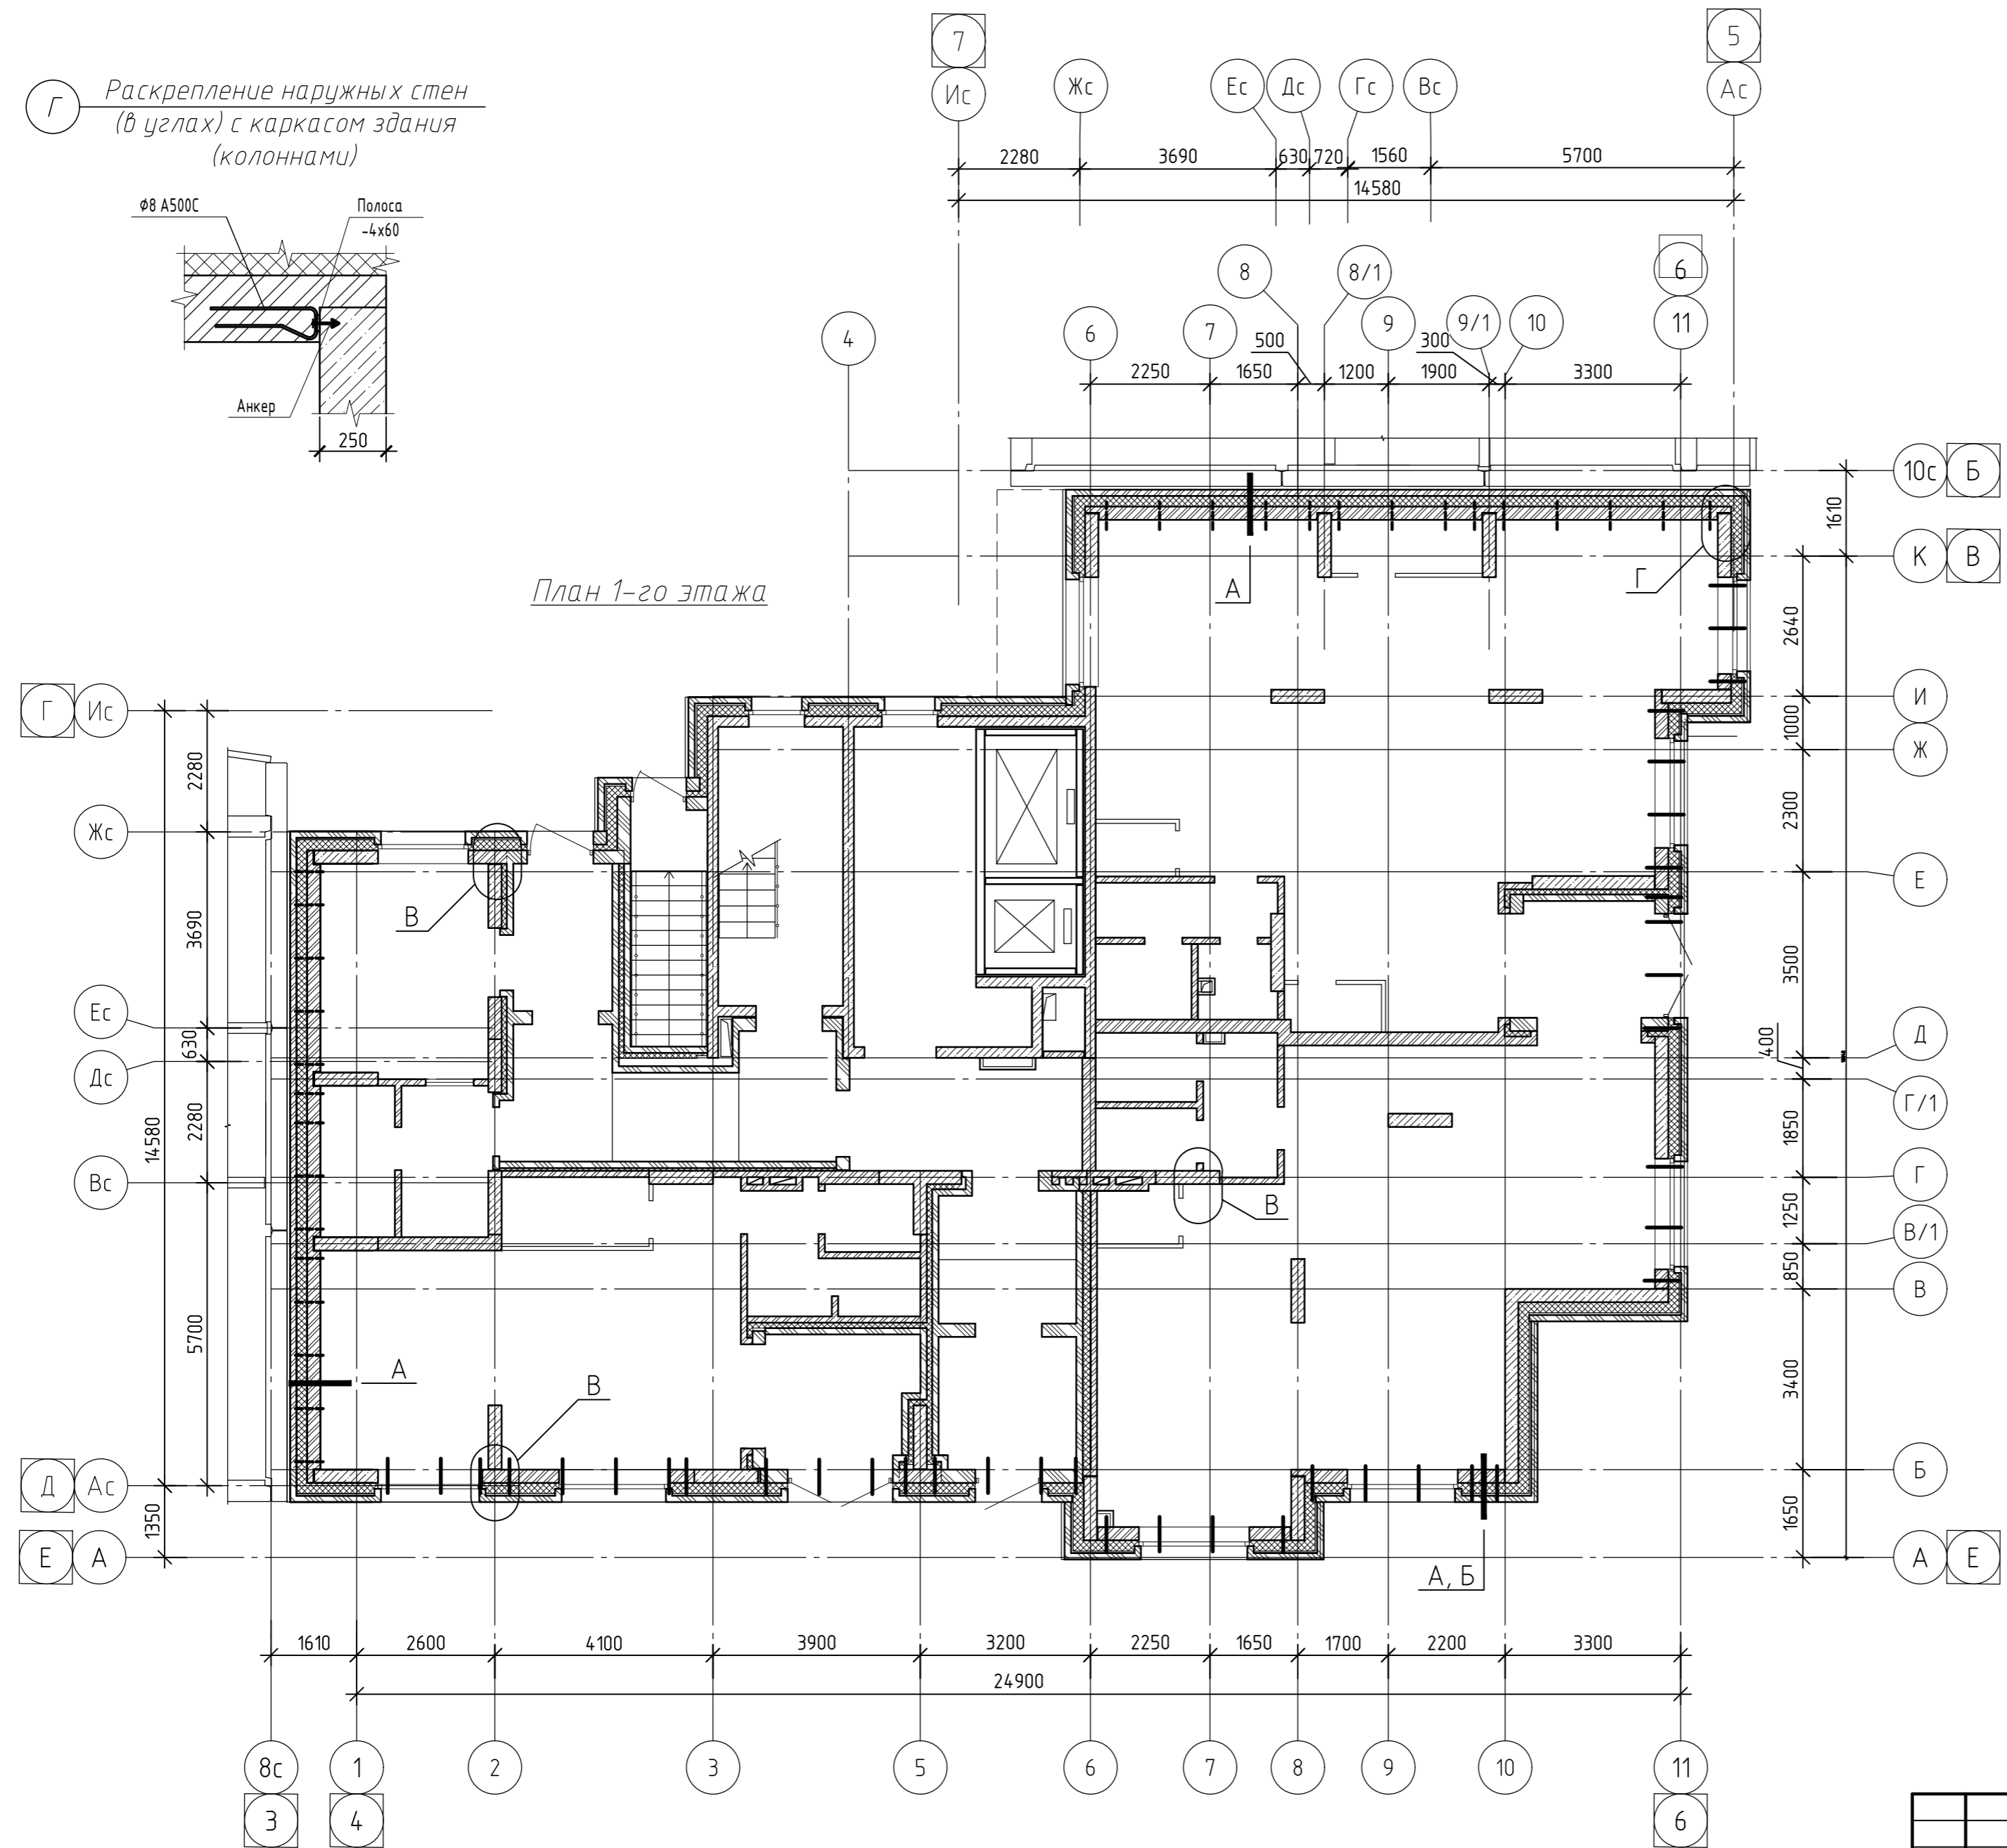 7
5
Ис
Жс
Ес
Дс
Гс
Вс
Ас
Г
Раскрепление наружных стен
(в углах) с каркасом здания
(колоннами)
2280
3690
630
720
1560
5700
14580
φ8 А500С
Полоса
-4х60
Анкер
250
4
6
7
8
8/1
9
9/1
10
6
11
500
300
2250
1650
1200
1900
3300
План 1-го этажа
10с
Б
1610
К
В
А
Г
2640
И
1000
Ж
2300
Е
3500
Д
400
Г/1
1850
Г
1250
В/1
850
В
3400
Б
1650
А
Е
Г
Ис
2280
Жс
3690
Ес
630
Дс
2280
14580
Вс
5700
Д
Ас
1350
Е
А
В
В
А
В
А, Б
1610
2600
4100
3900
3200
2250
1650
1700
2200
3300
24900
8с
1
2
3
5
6
7
8
9
10
11
3
4
6